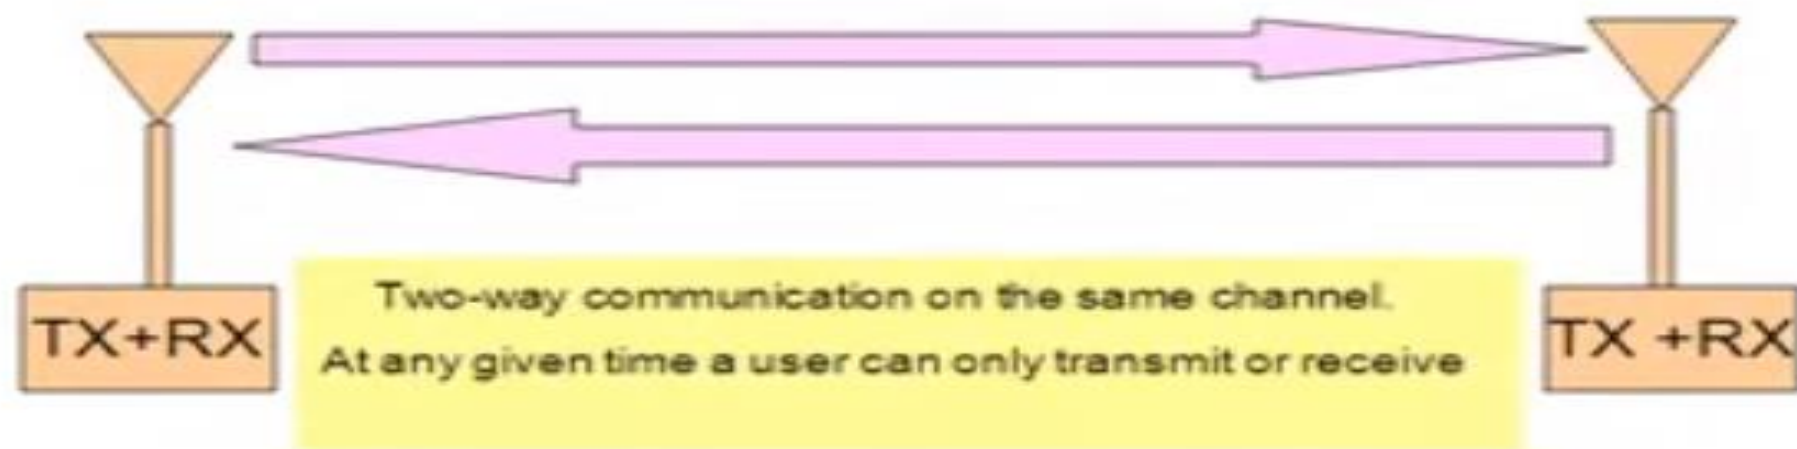 TX+RX
Two-way communication on the same channel.
At any given time a user can only transmit or receive
TX +RX